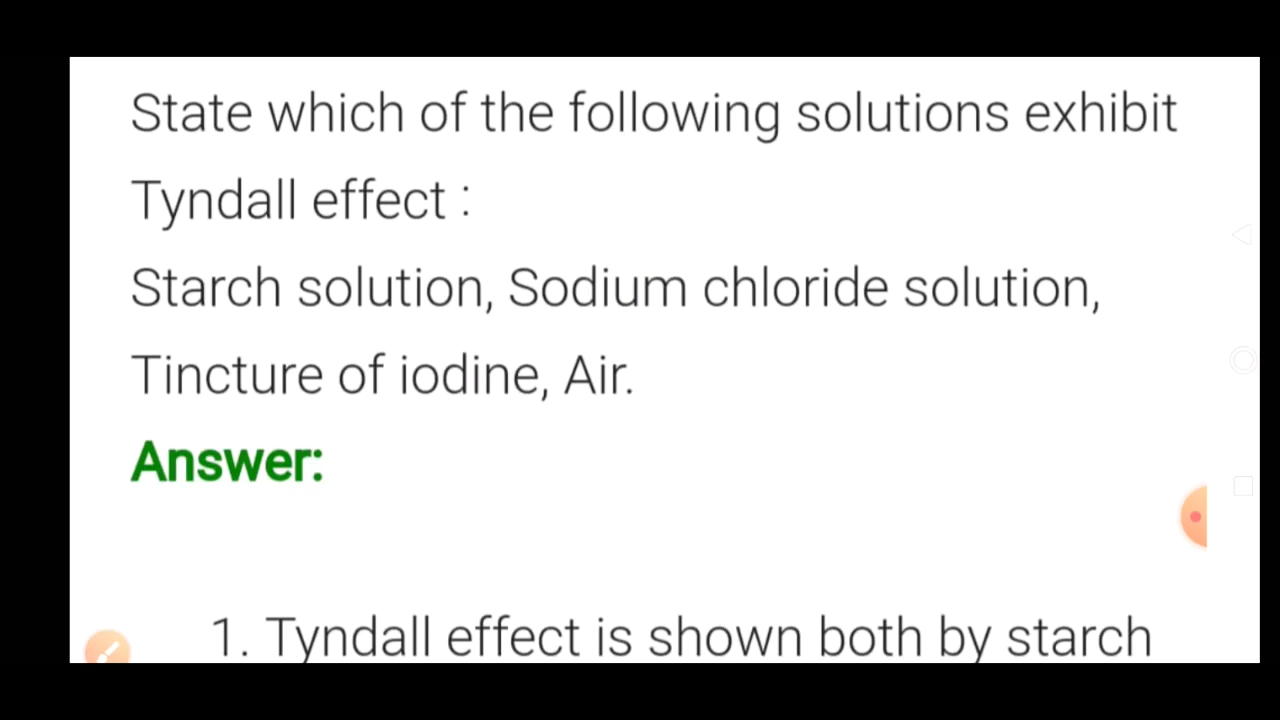 State which of the following solutions exhibit
Tyndall effect :
Starch solution, Sodium chloride solution,
Tincture of iodine, Air.
Answer:
1. Tyndall effect is shown both by starch